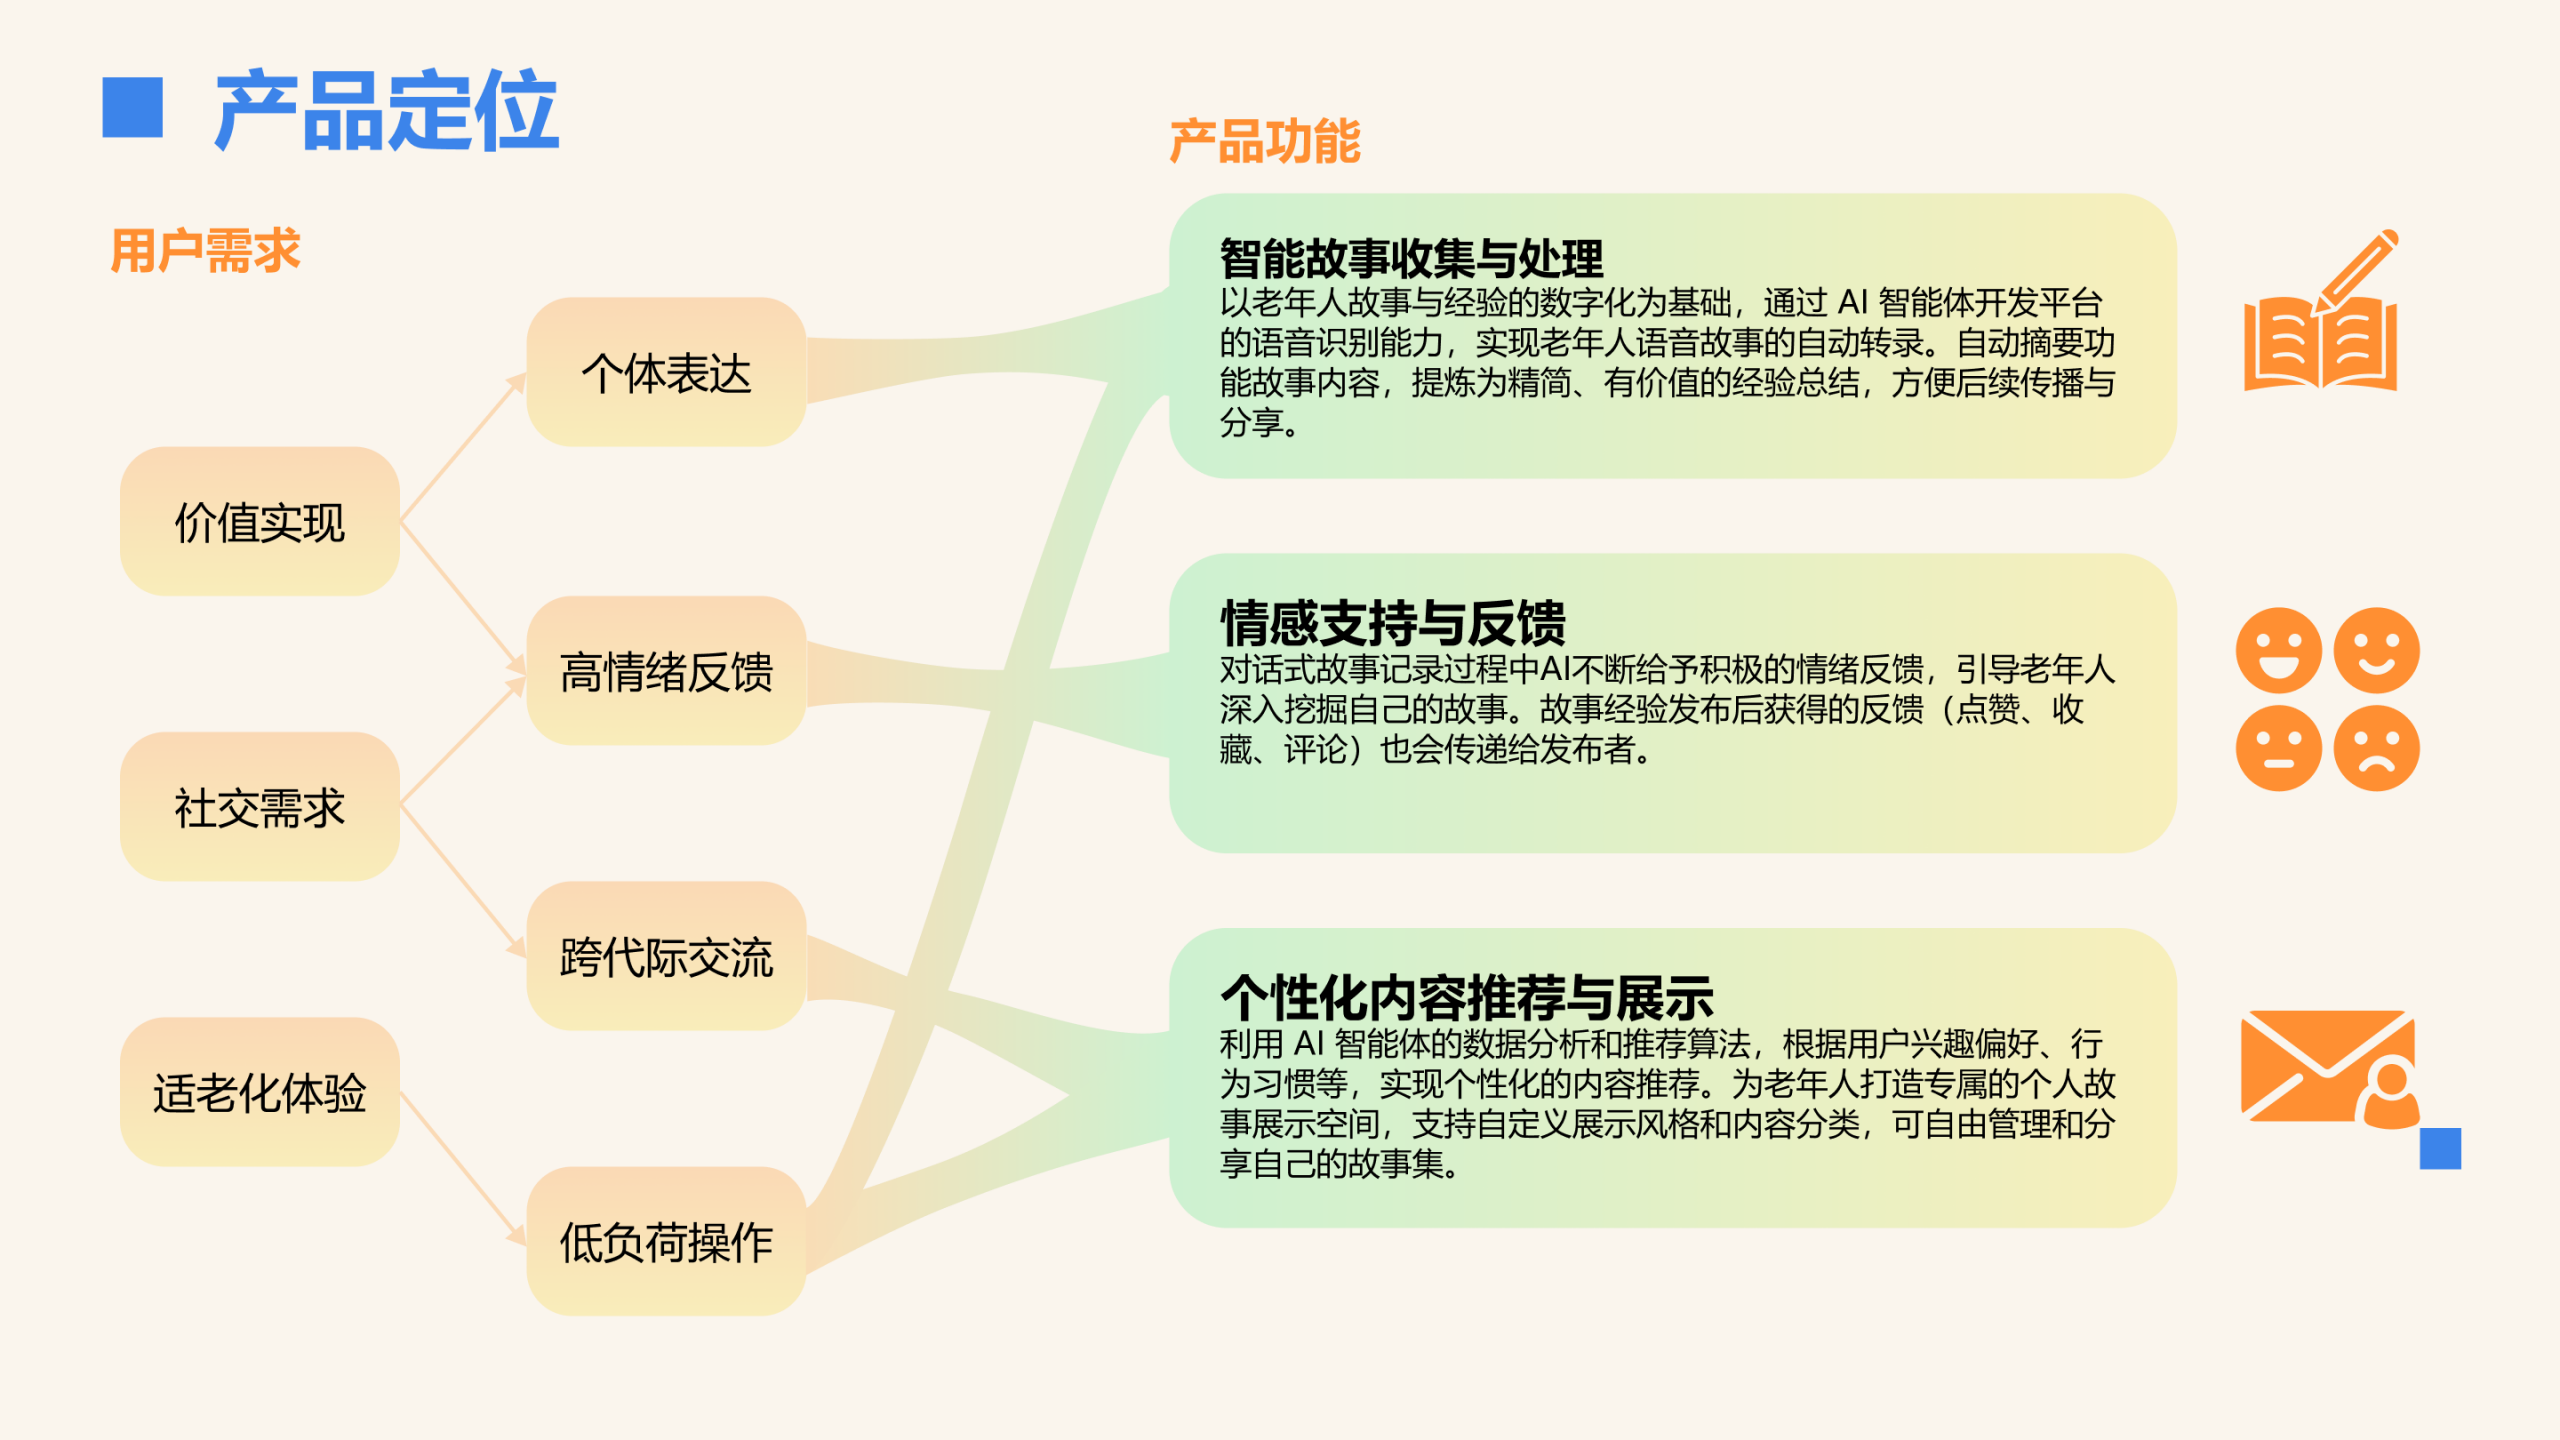 产品定位
用户需求
价值实现
社交需求
适老化体验
个体表达
高情绪反馈
跨代际交流
低负荷操作
产品功能
智能故事收集与处理
以老年人故事与经验的数字化为基础，通过 AI 智能体开发平台
的语音识别能力，实现老年人语音故事的自动转录。自动摘要功
能故事内容，提炼为精简、有价值的经验总结，方便后续传播与
分享。
情感支持与反馈
对话式故事记录过程中AI不断给予积极的情绪反馈，引导老年人
深入挖掘自己的故事。故事经验发布后获得的反馈（点赞、收
藏、评论）也会传递给发布者。
个性化内容推荐与展示
利用 AI 智能体的数据分析和推荐算法，根据用户兴趣偏好、行
为习惯等，实现个性化的内容推荐。为老年人打造专属的个人故
事展示空间，支持自定义展示风格和内容分类，可自由管理和分
享自己的故事集。